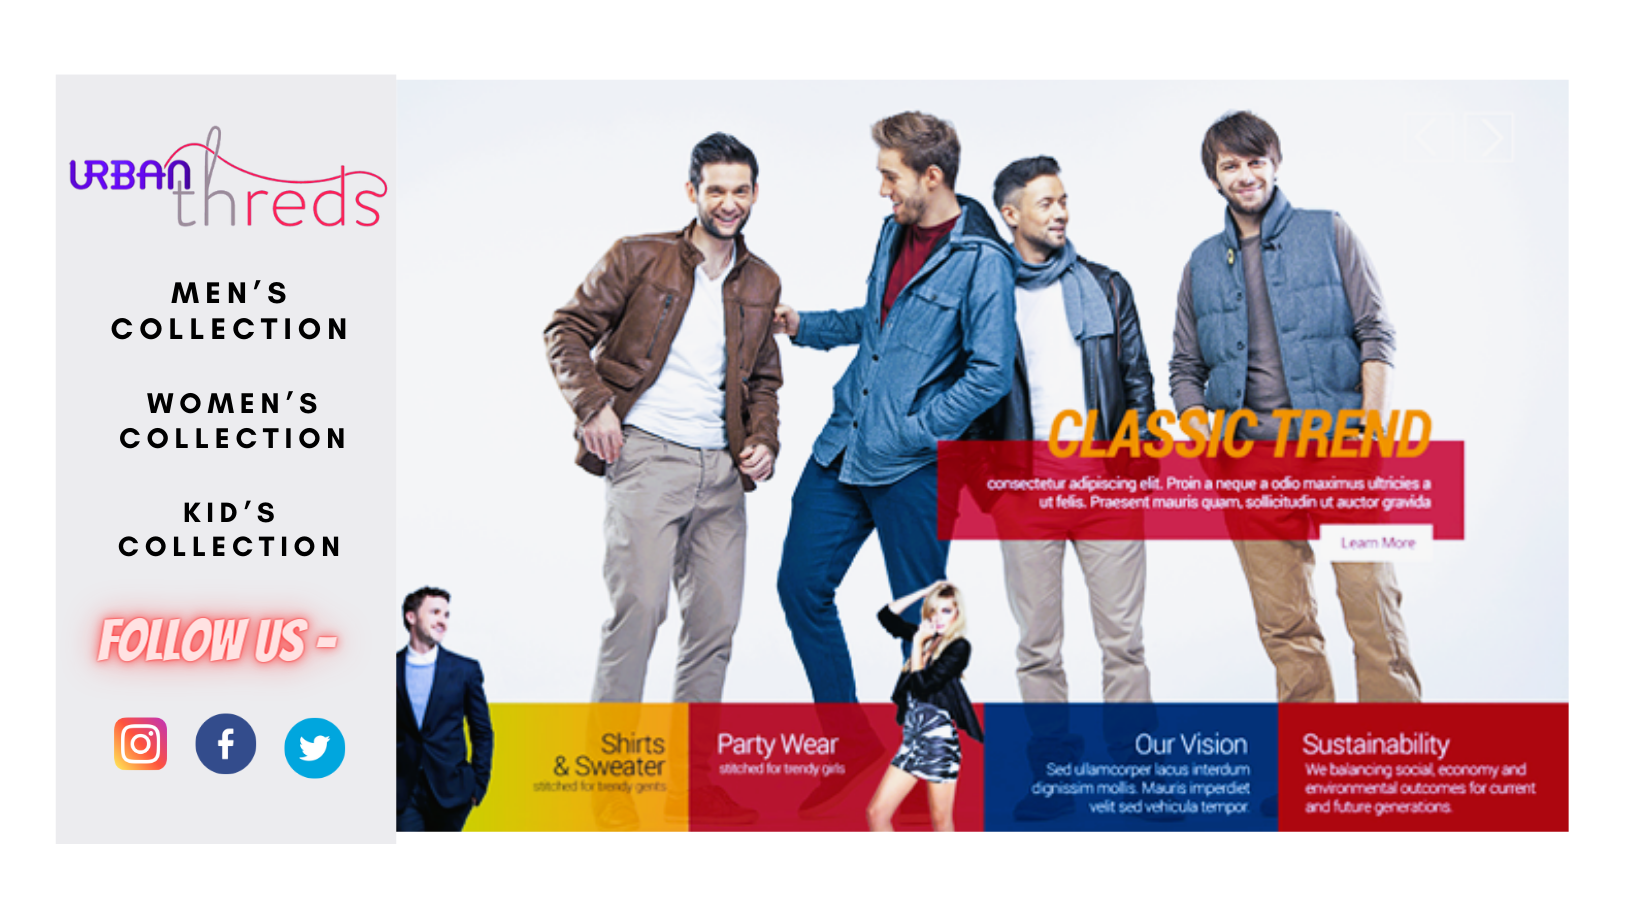 URBAN
threds
MEN'S
COLLECTION
WOMEN'S
COLLECTION
KID'S
COLLECTION
FOLLOW US -
CLASSIC TREND
consectetur adipiscing elit. Proin a neque a odio maximus ultricies a
ut felis. Praesent mauris quam, sollicitudin ut auctor gravida
Learn More
Shirts
& Sweater
stitched for trendy gents
Party Wear
stitched for trendy girls
Our Vision
Sed ullamcorper lacus interdum
dignissim mollis. Mauris imperdiet
velit sed vehicula tempor.
Sustainability
We balancing social, economy and
environmental outcomes for current
and future generations.